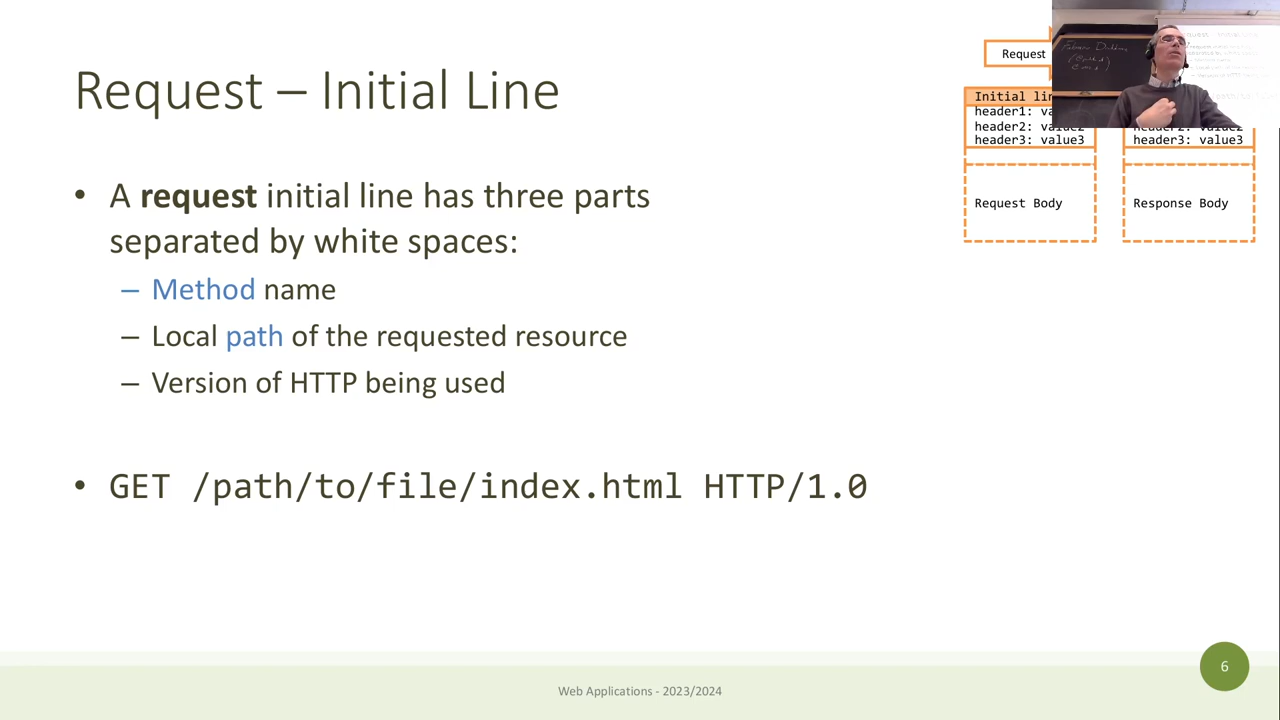 Request – Initial Line
• A request initial line has three parts
separated by white spaces:
– Method name
– Local path of the requested resource
– Version of HTTP being used
• GET /path/to/file/index.html HTTP/1.0
Request
Initial
header1:
header2: value2
header3: value3
Request Body
header2: value2
header3: value3
Response Body
Web Applications - 2023/2024
6